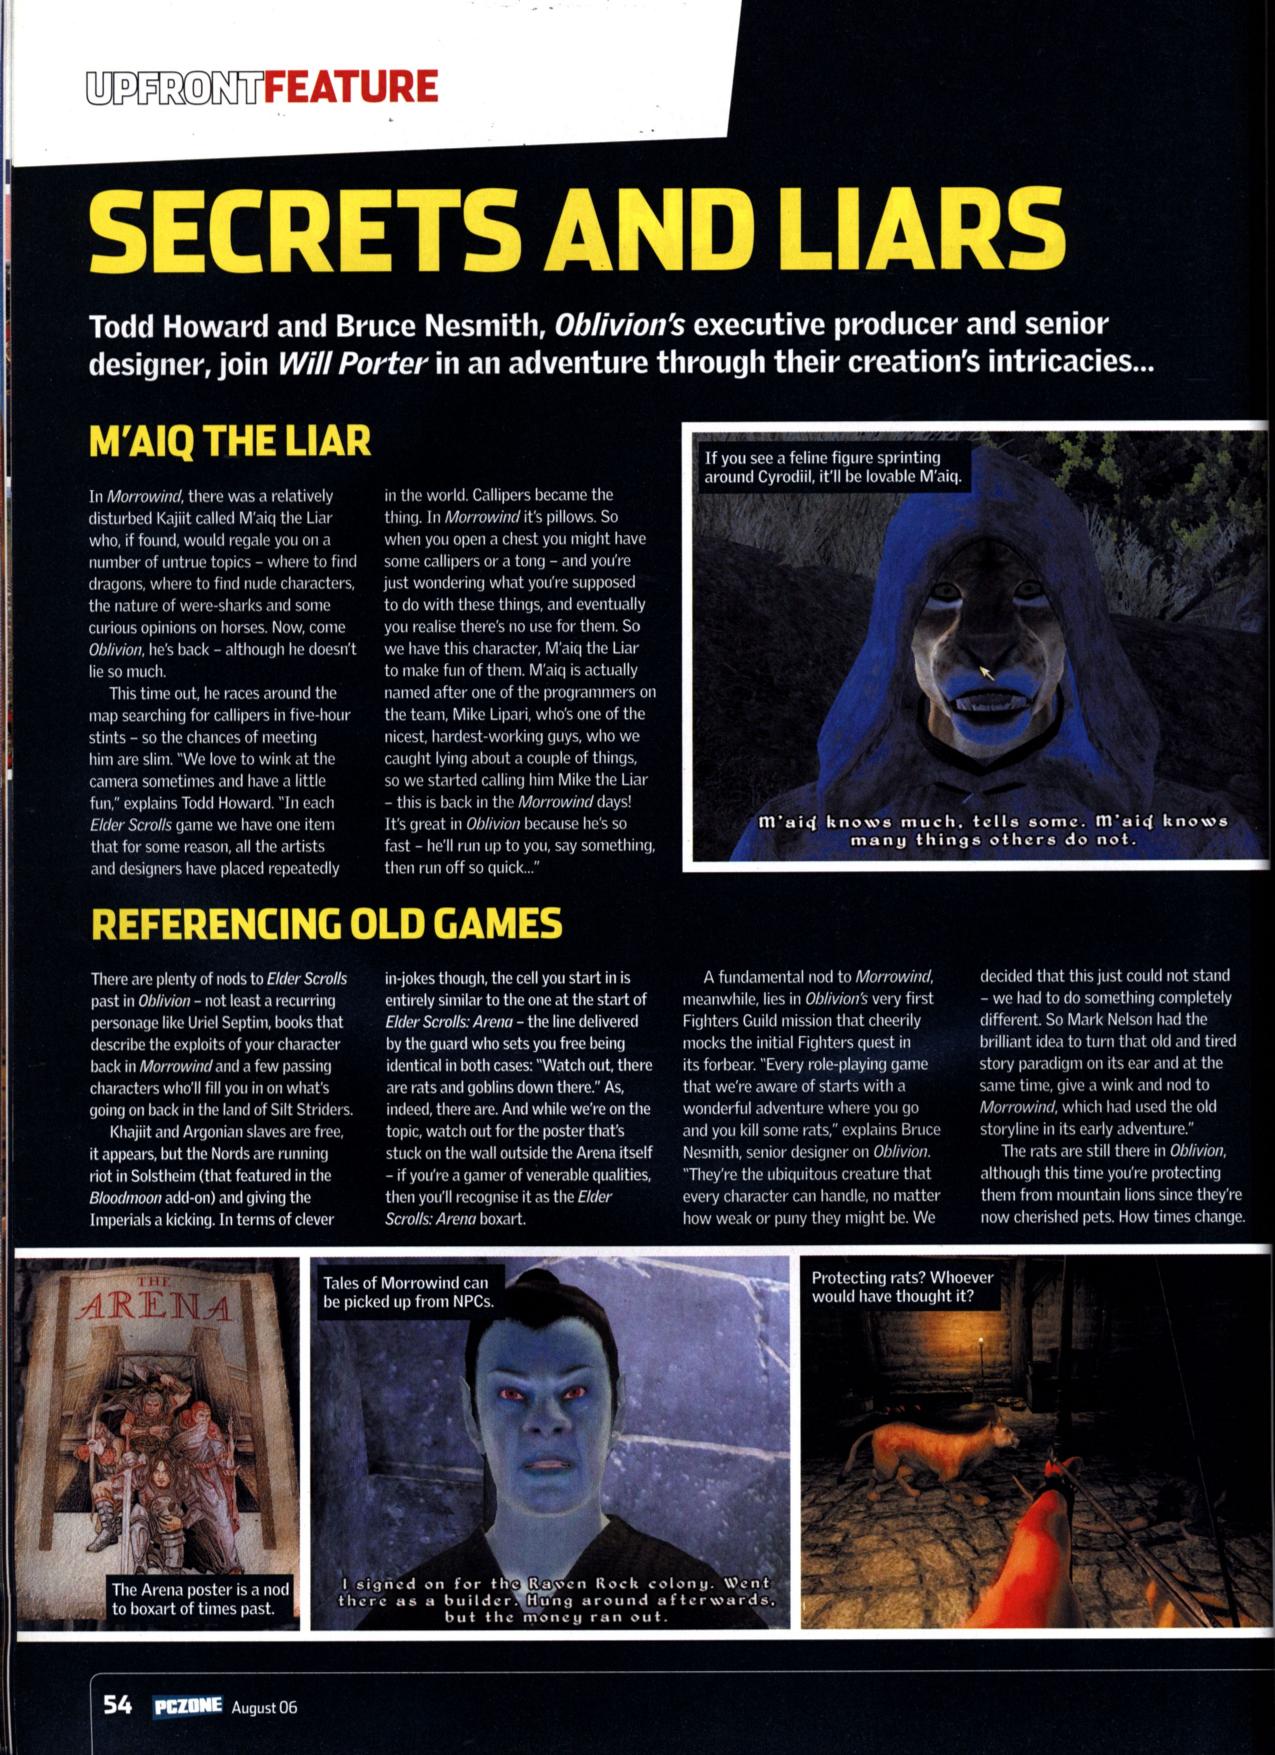 UPFRONTFEATURE
SECRETS AND LIARS
Todd Howard and Bruce Nesmith, Oblivion's executive producer and senior
designer, join Will Porter in an adventure through their creation's intricacies...
M'AIQ THE LIAR
In Morrowind, there was a relatively
disturbed Kajiit called M'aiq the Liar
who, if found, would regale you on a
number of untrue topics – where to find
dragons, where to find nude characters,
the nature of were-sharks and some
curious opinions on horses. Now, come
Oblivion, he's back – although he doesn't
lie so much.
This time out, he races around the
map searching for callipers in five-hour
stints – so the chances of meeting
him are slim. "We love to wink at the
camera sometimes and have a little
fun," explains Todd Howard. "In each
Elder Scrolls game we have one item
that for some reason, all the artists
and designers have placed repeatedly
in the world. Callipers became the
thing. In Morrowind it's pillows. So
when you open a chest you might have
some callipers or a tong – and you're
just wondering what you're supposed
to do with these things, and eventually
you realise there's no use for them. So
we have this character, M'aiq the Liar
to make fun of them. M'aiq is actually
named after one of the programmers on
the team, Mike Lipari, who's one of the
nicest, hardest-working guys, who we
caught lying about a couple of things,
so we started calling him Mike the Liar
– this is back in the Morrowind days!
It's great in Oblivion because he's so
fast – he'll run up to you, say something,
then run off so quick..."
If you see a feline figure sprinting
around Cyrodiil, it'll be lovable M'aiq.
M'aiq knows much, tells some. M'aiq knows
many things others do not.
REFERENCING OLD GAMES
There are plenty of nods to Elder Scrolls
past in Oblivion – not least a recurring
personage like Uriel Septim, books that
describe the exploits of your character
back in Morrowind and a few passing
characters who'll fill you in on what's
going on back in the land of Silt Striders.
Khajiit and Argonian slaves are free,
it appears, but the Nords are running
riot in Solstheim (that featured in the
Bloodmoon add-on) and giving the
Imperials a kicking. In terms of clever
in-jokes though, the cell you start in is
entirely similar to the one at the start of
Elder Scrolls: Arena – the line delivered
by the guard who sets you free being
identical in both cases: "Watch out, there
are rats and goblins down there." As,
indeed, there are. And while we're on the
topic, watch out for the poster that's
stuck on the wall outside the Arena itself
– if you're a gamer of venerable qualities,
then you'll recognise it as the Elder
Scrolls: Arena boxart.
A fundamental nod to Morrowind,
meanwhile, lies in Oblivion's very first
Fighters Guild mission that cheerily
mocks the initial Fighters quest in
its forbear. "Every role-playing game
that we're aware of starts with a
wonderful adventure where you go
and you kill some rats," explains Bruce
Nesmith, senior designer on Oblivion.
"They're the ubiquitous creature that
every character can handle, no matter
how weak or puny they might be. We
decided that this just could not stand
– we had to do something completely
different. So Mark Nelson had the
brilliant idea to turn that old and tired
story paradigm on its ear and at the
same time, give a wink and nod to
Morrowind, which had used the old
storyline in its early adventure."
The rats are still there in Oblivion,
although this time you're protecting
them from mountain lions since they're
now cherished pets. How times change.
THE
ARENA
The Arena poster is a nod
to boxart of times past.
Tales of Morrowind can
be picked up from NPCs.
I signed on for the Raven Rock colony. Went
there as a builder. Hung around afterwards,
but the money ran out.
Protecting rats? Whoever
would have thought it?
54 PCZONE August 06